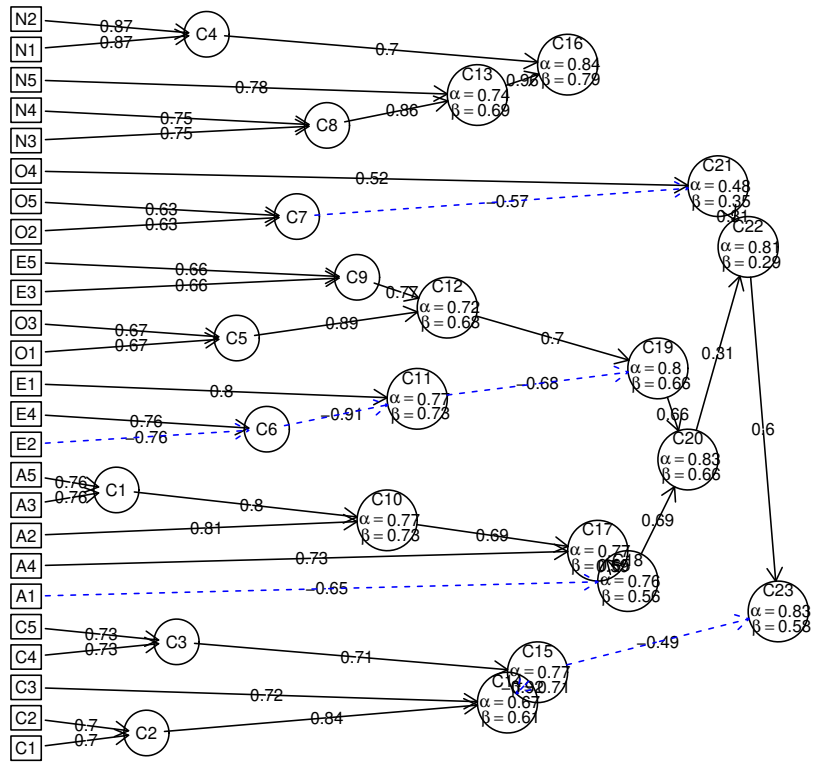 N2
0.87
C4
N1
0.87
0.7
C16
α = 0.84
β = 0.79
N5
0.78
C13
α = 0.74
β = 0.69
0.96
N4
0.75
C8
0.86
N3
0.75
O4
0.52
C21
α = 0.48
β = 0.35
O5
0.63
C7
−0.57
O2
0.63
0.31
C22
α = 0.81
β = 0.29
E5
0.66
C9
0.77
E3
0.66
C12
α = 0.72
β = 0.68
O3
0.67
C5
0.89
O1
0.67
0.7
C19
α = 0.8
β = 0.66
E1
0.8
C11
α = 0.77
β = 0.73
−0.68
E4
0.76
C6
−0.91
E2
−0.76
0.66
C20
α = 0.83
β = 0.66
0.31
0.6
A5
0.76
C1
A3
0.76
0.8
C10
α = 0.77
β = 0.73
A2
0.81
0.69
C17
α = 0.77
A4
0.73
0.69
C18
α = 0.76
β = 0.56
A1
−0.65
C23
α = 0.83
β = 0.58
C5
0.73
C3
C4
0.73
0.71
C15
α = 0.77
0.71
−0.49
C3
0.72
α = 0.67
β = 0.61
C2
0.7
C2
0.84
C1
0.7